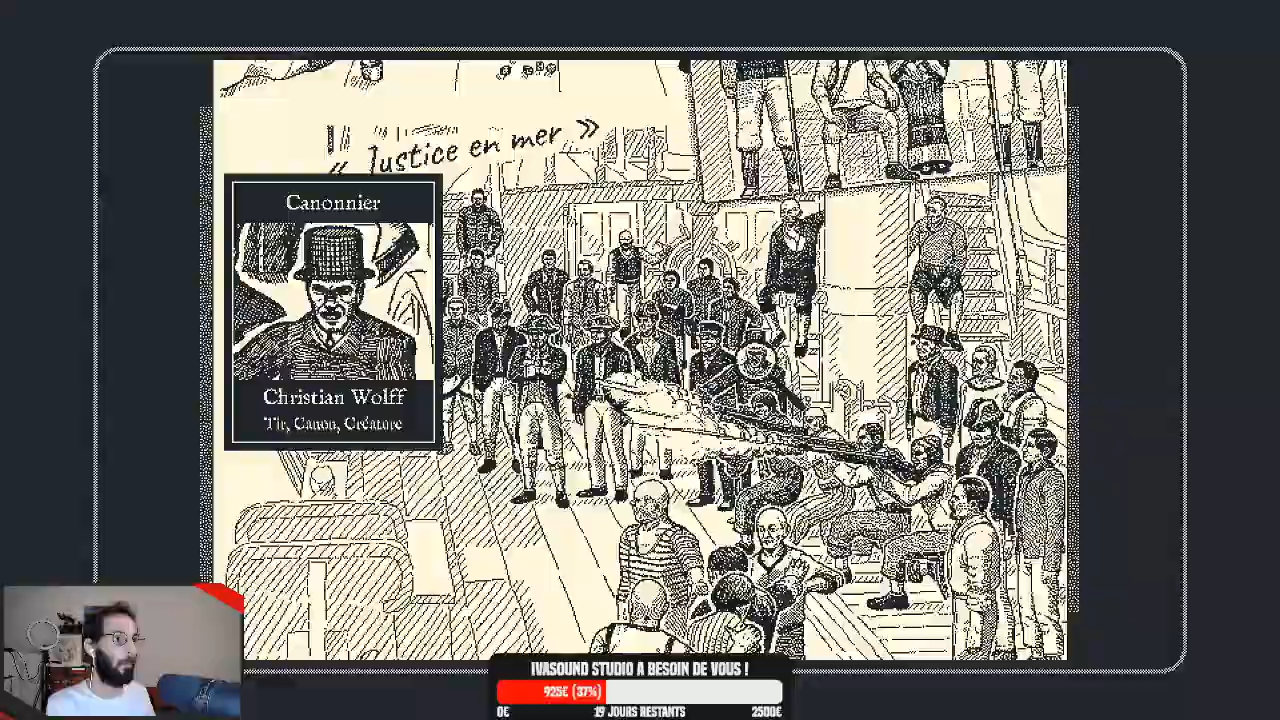 « Justice en mer »
Canonnier
Christian Wolff
Tir, Canon, Créature
IVASOUND STUDIO A BESOIN DE VOUS !
925€ (37%)
0€ 19 JOURS RESTANTS 2500€